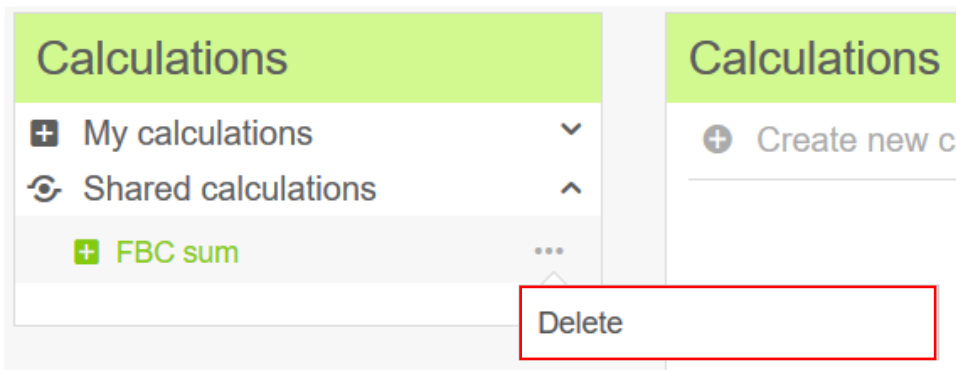 Calculations
My calculations
Shared calculations
FBC sum
Delete
Calculations
Create new c